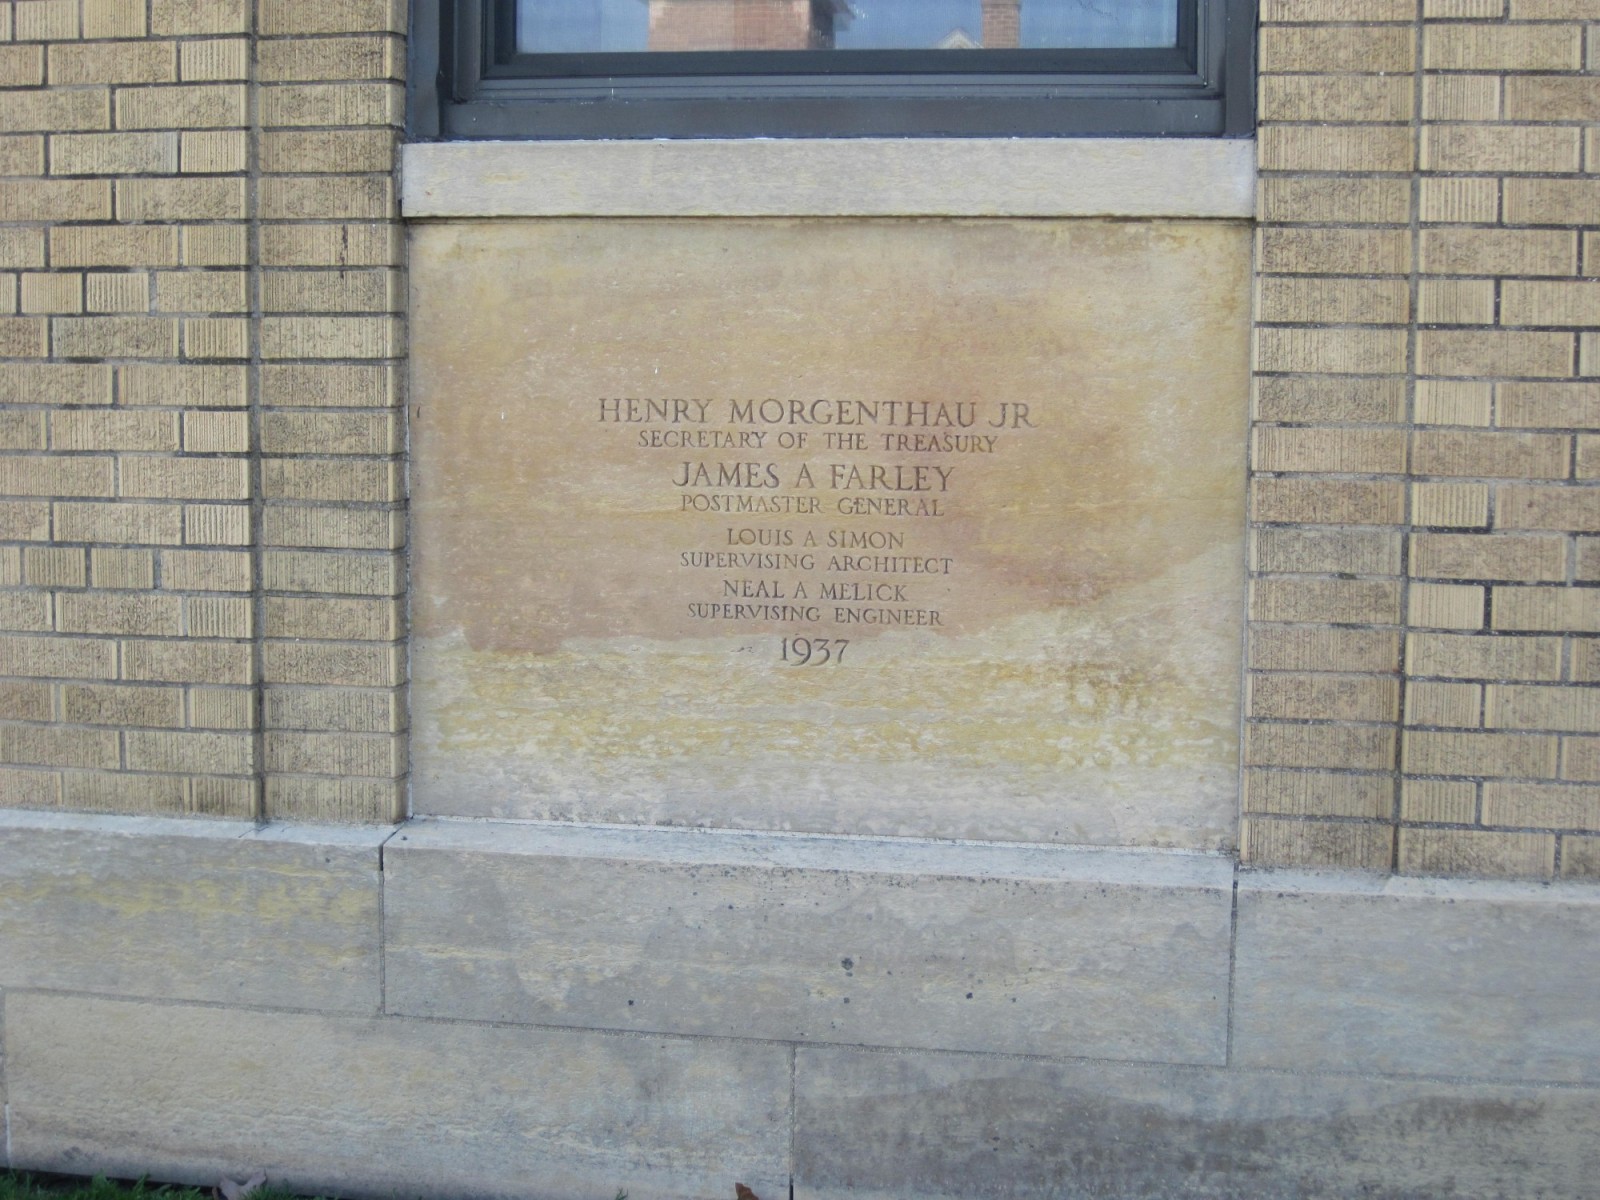 HENRY MORGENTHAU JR
SECRETARY OF THE TREASURY
JAMES A FARLEY
POSTMASTER GENERAL
LOUIS A SIMON
SUPERVISING ARCHITECT
NEAL A MELICK
SUPERVISING ENGINEER
1937